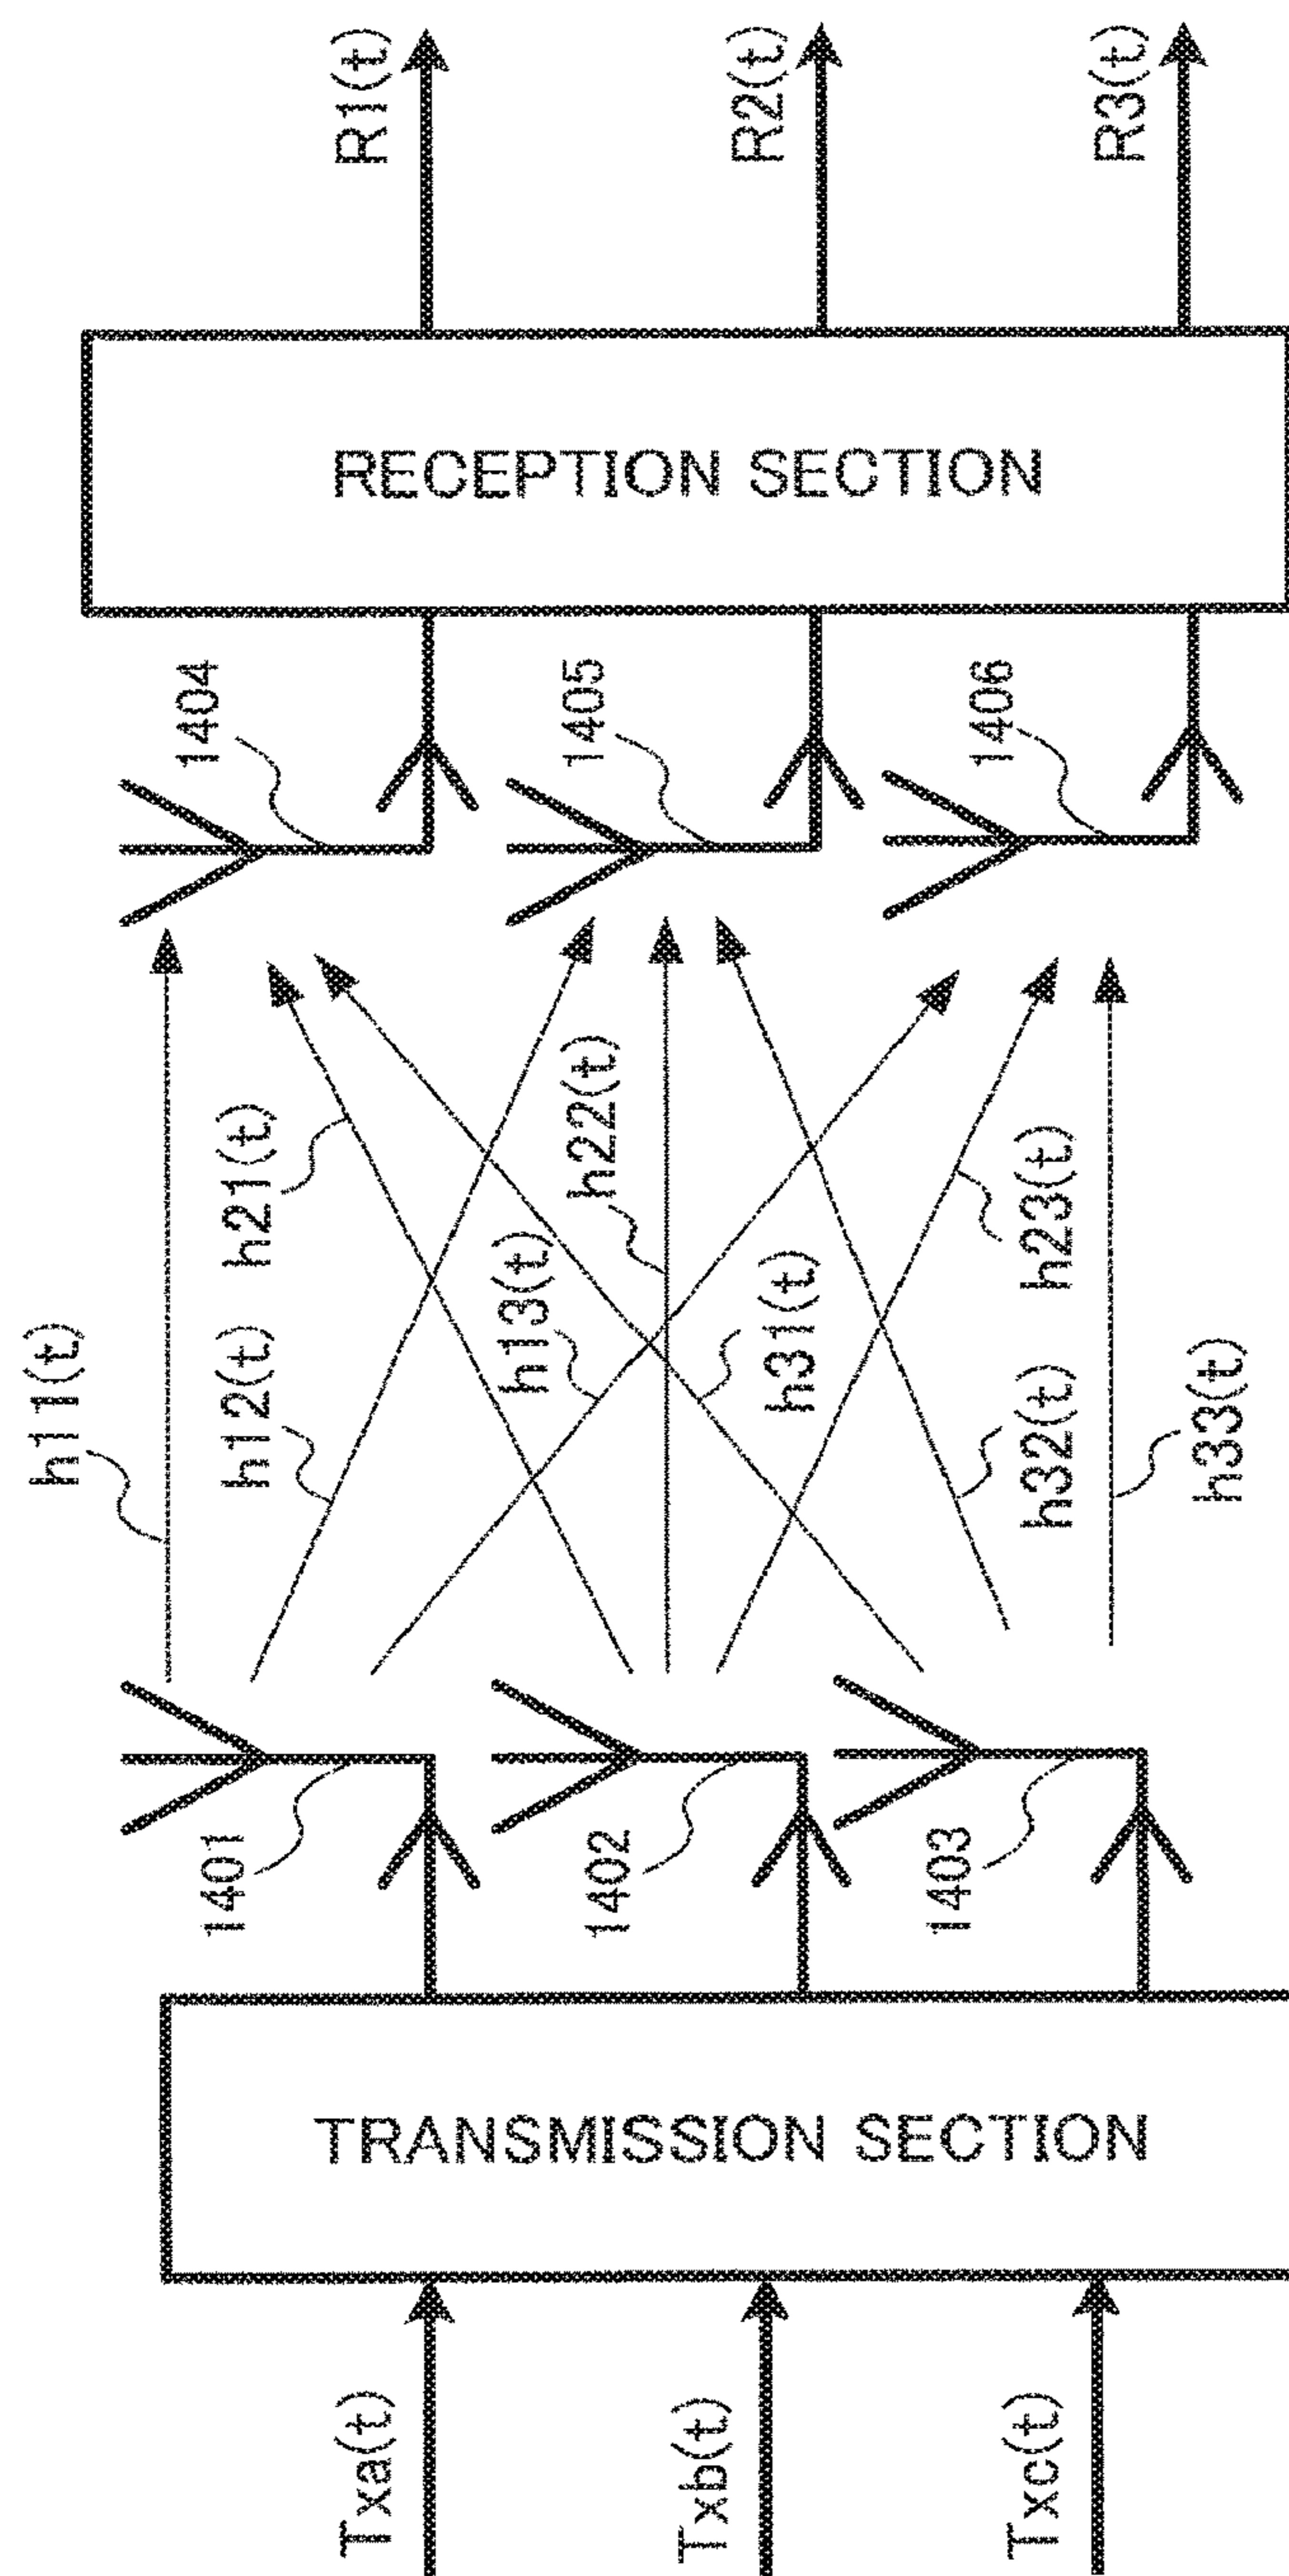 Txa(t)
Txb(t)
Txc(t)
TRANSMISSION SECTION
1401
1402
1403
h11(t)
h12(t)
h21(t)
h13(t)
h22(t)
h31(t)
h32(t)
h23(t)
h33(t)
1404
1405
1406
RECEPTION SECTION
R1(t)
R2(t)
R3(t)